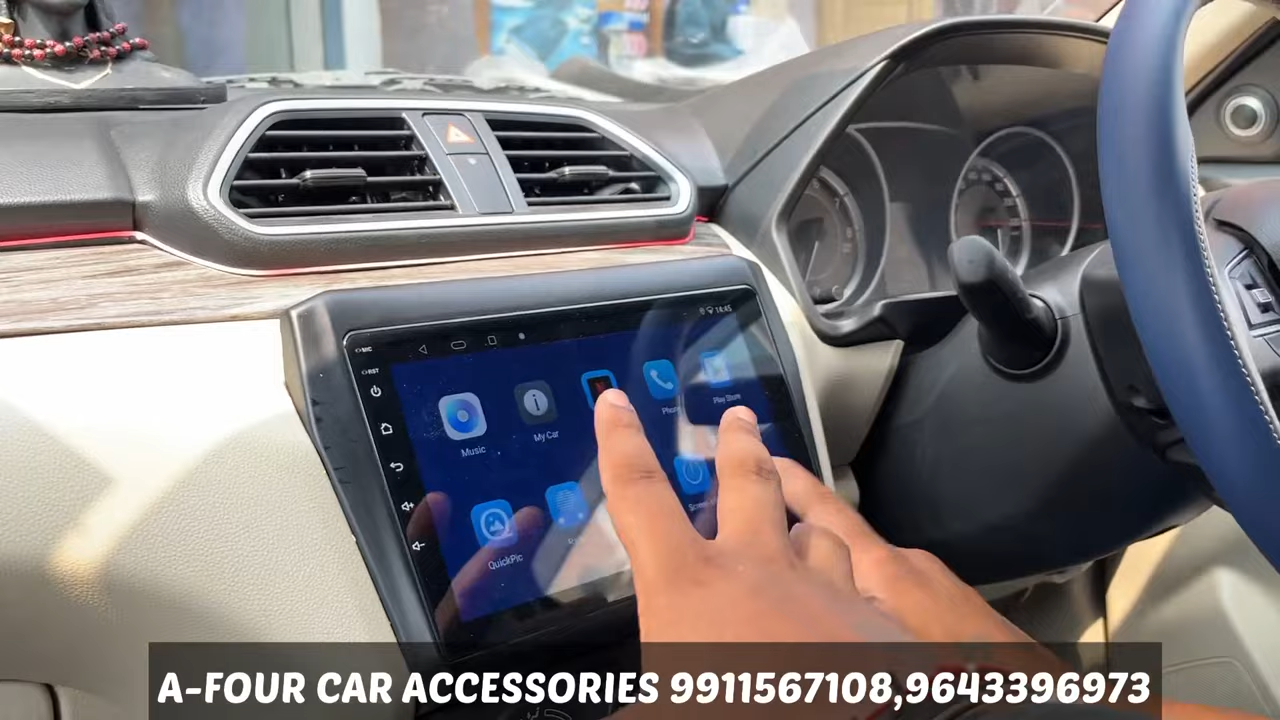 14:45
MIC
RST
Music
My Car
Phone
Play Store
QuickPic
A-FOUR CAR ACCESSORIES 9911567108,9643396973